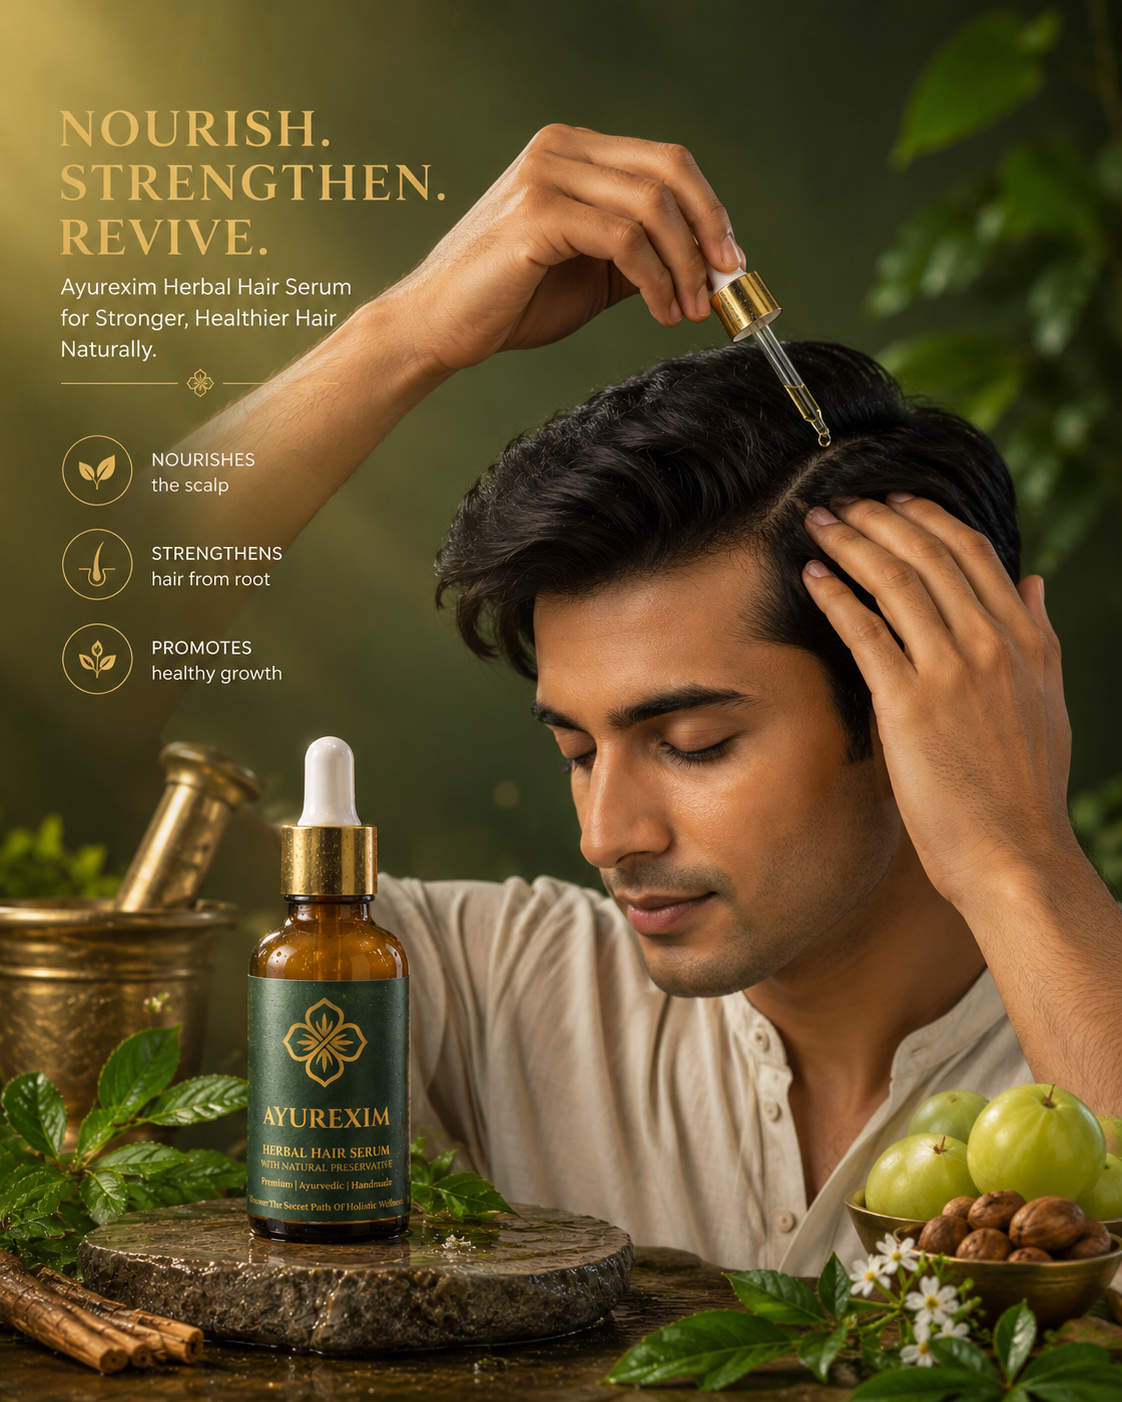 NOURISH.
STRENGTHEN.
REVIVE.
Ayurexim Herbal Hair Serum
for Stronger, Healthier Hair
Naturally.
NOURISHES
the scalp
STRENGTHENS
hair from root
PROMOTES
healthy growth
AYUREXIM
HERBAL HAIR SERUM
WITH NATURAL PRESERVATIVE
Premium | Ayurvedic | Handmade
The Secret Path Of Holistic Wellness